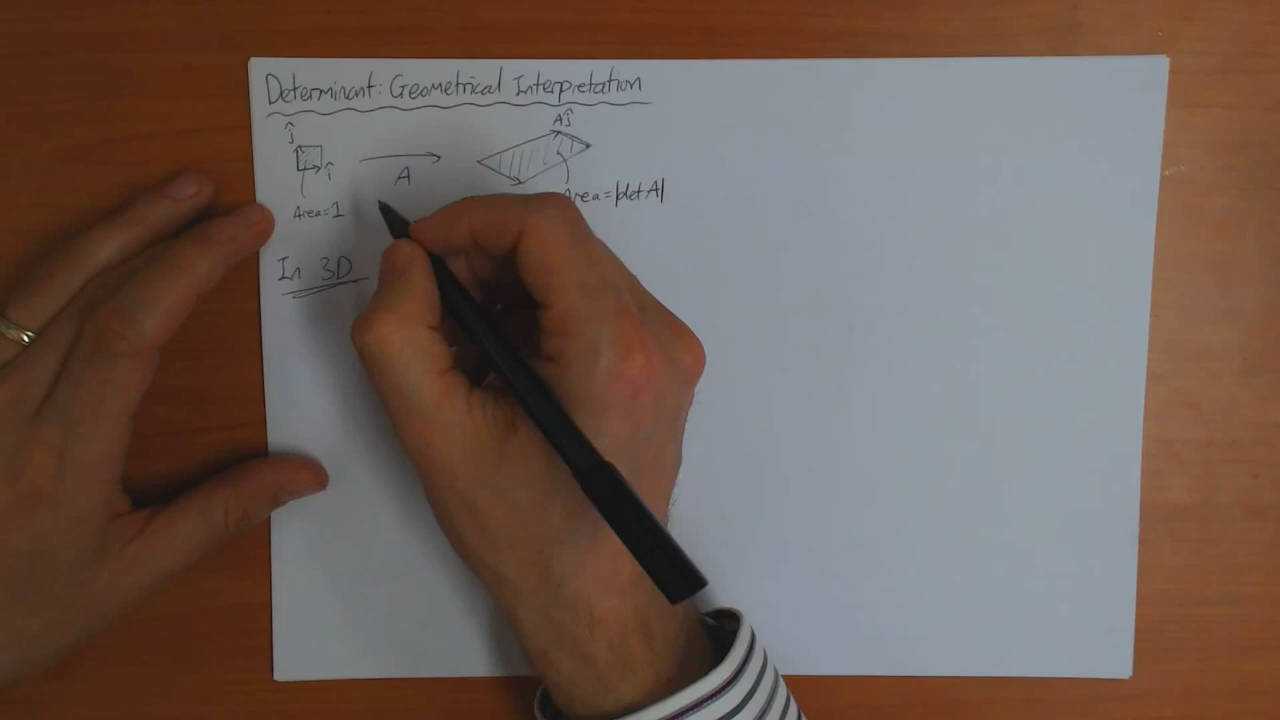 Determinant: Geometrical Interpretation
ĵ
Aĵ
î
A
Area=1
Area=|det A|
In 3D